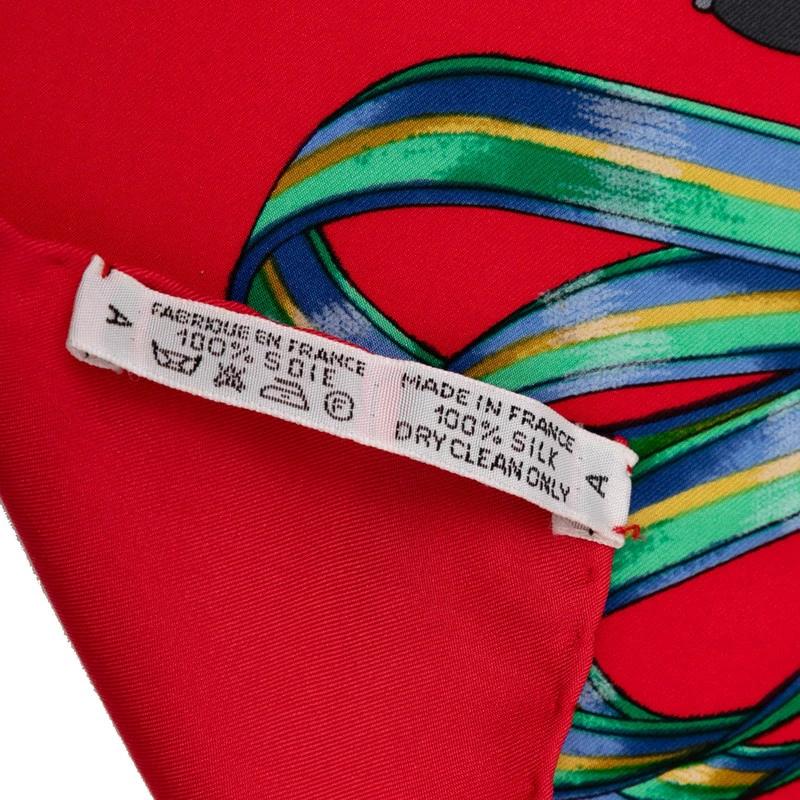 A
FABRIQUE EN FRANCE
100% SOIE
F
MADE IN FRANCE
100% SILK
DRY CLEAN ONLY
A